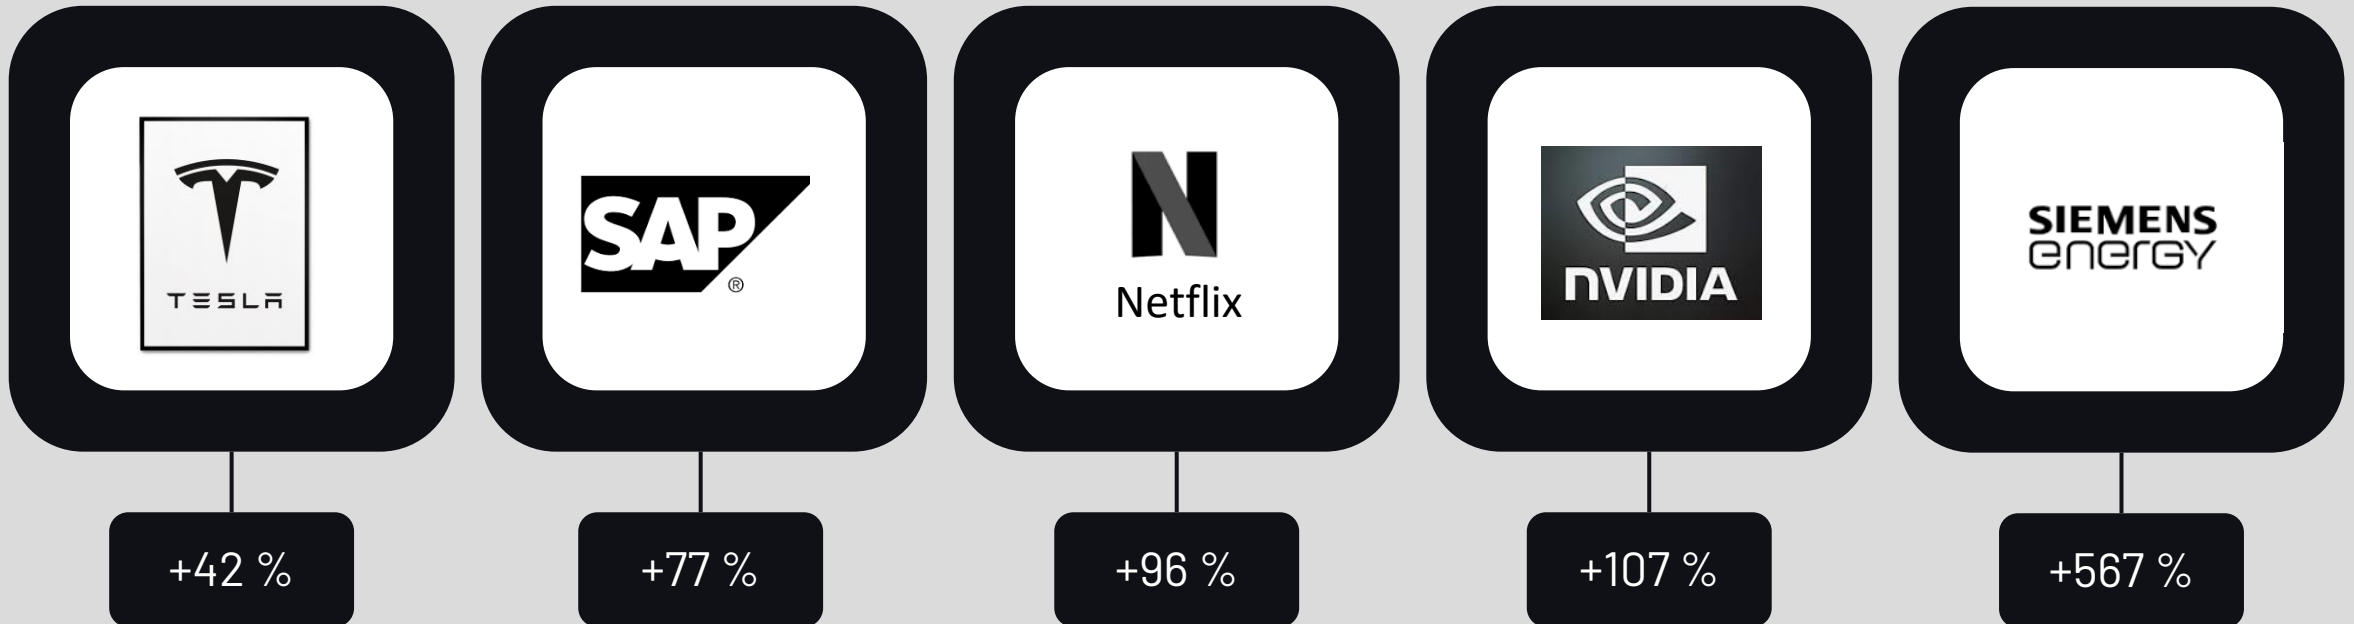 TESLA
SAP
®
Netflix
NVIDIA
SIEMENS
energy
+42 %
+77 %
+96 %
+107 %
+567 %